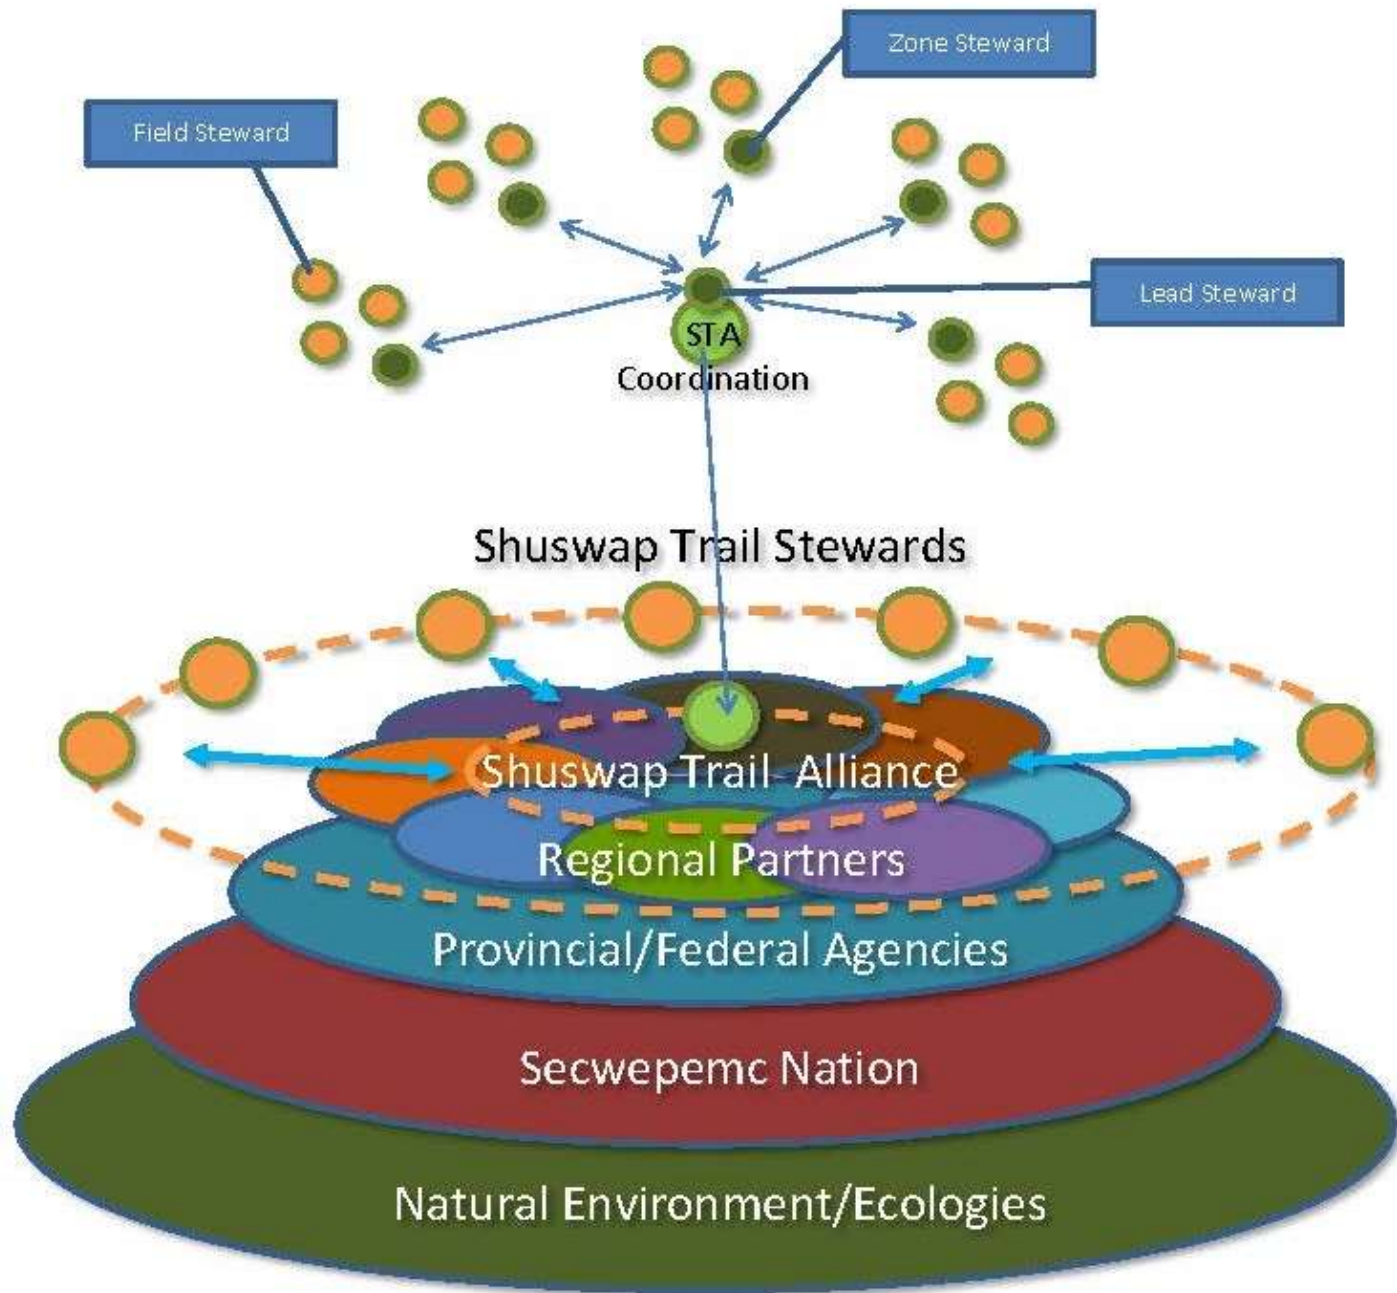 Zone Steward
Field Steward
Lead Steward
STA
Coordination
Shuswap Trail Stewards
Shuswap Trail Alliance
Regional Partners
Provincial/Federal Agencies
Secwepemc Nation
Natural Environment/Ecologies